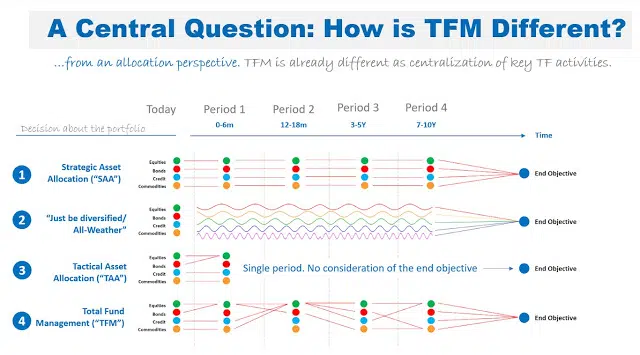 A Central Question: How is TFM Different?
...from an allocation perspective. TFM is already different as centralization of key TF activities.
Today Period 1 Period 2 Period 3 Period 4
0-6m 12-18m 3-5Y 7-10Y
Decision about the portfolio
Time
1
Strategic Asset
Allocation (“SAA”)
Equities
Bonds
Credit
Commodities
End Objective
2
“Just be diversified/
All-Weather”
Equities
Bonds
Credit
Commodities
End Objective
3
Tactical Asset
Allocation (“TAA”)
Equities
Bonds
Credit
Commodities
Single period. No consideration of the end objective
End Objective
4
Total Fund
Management (“TFM”)
Equities
Bonds
Credit
Commodities
End Objective